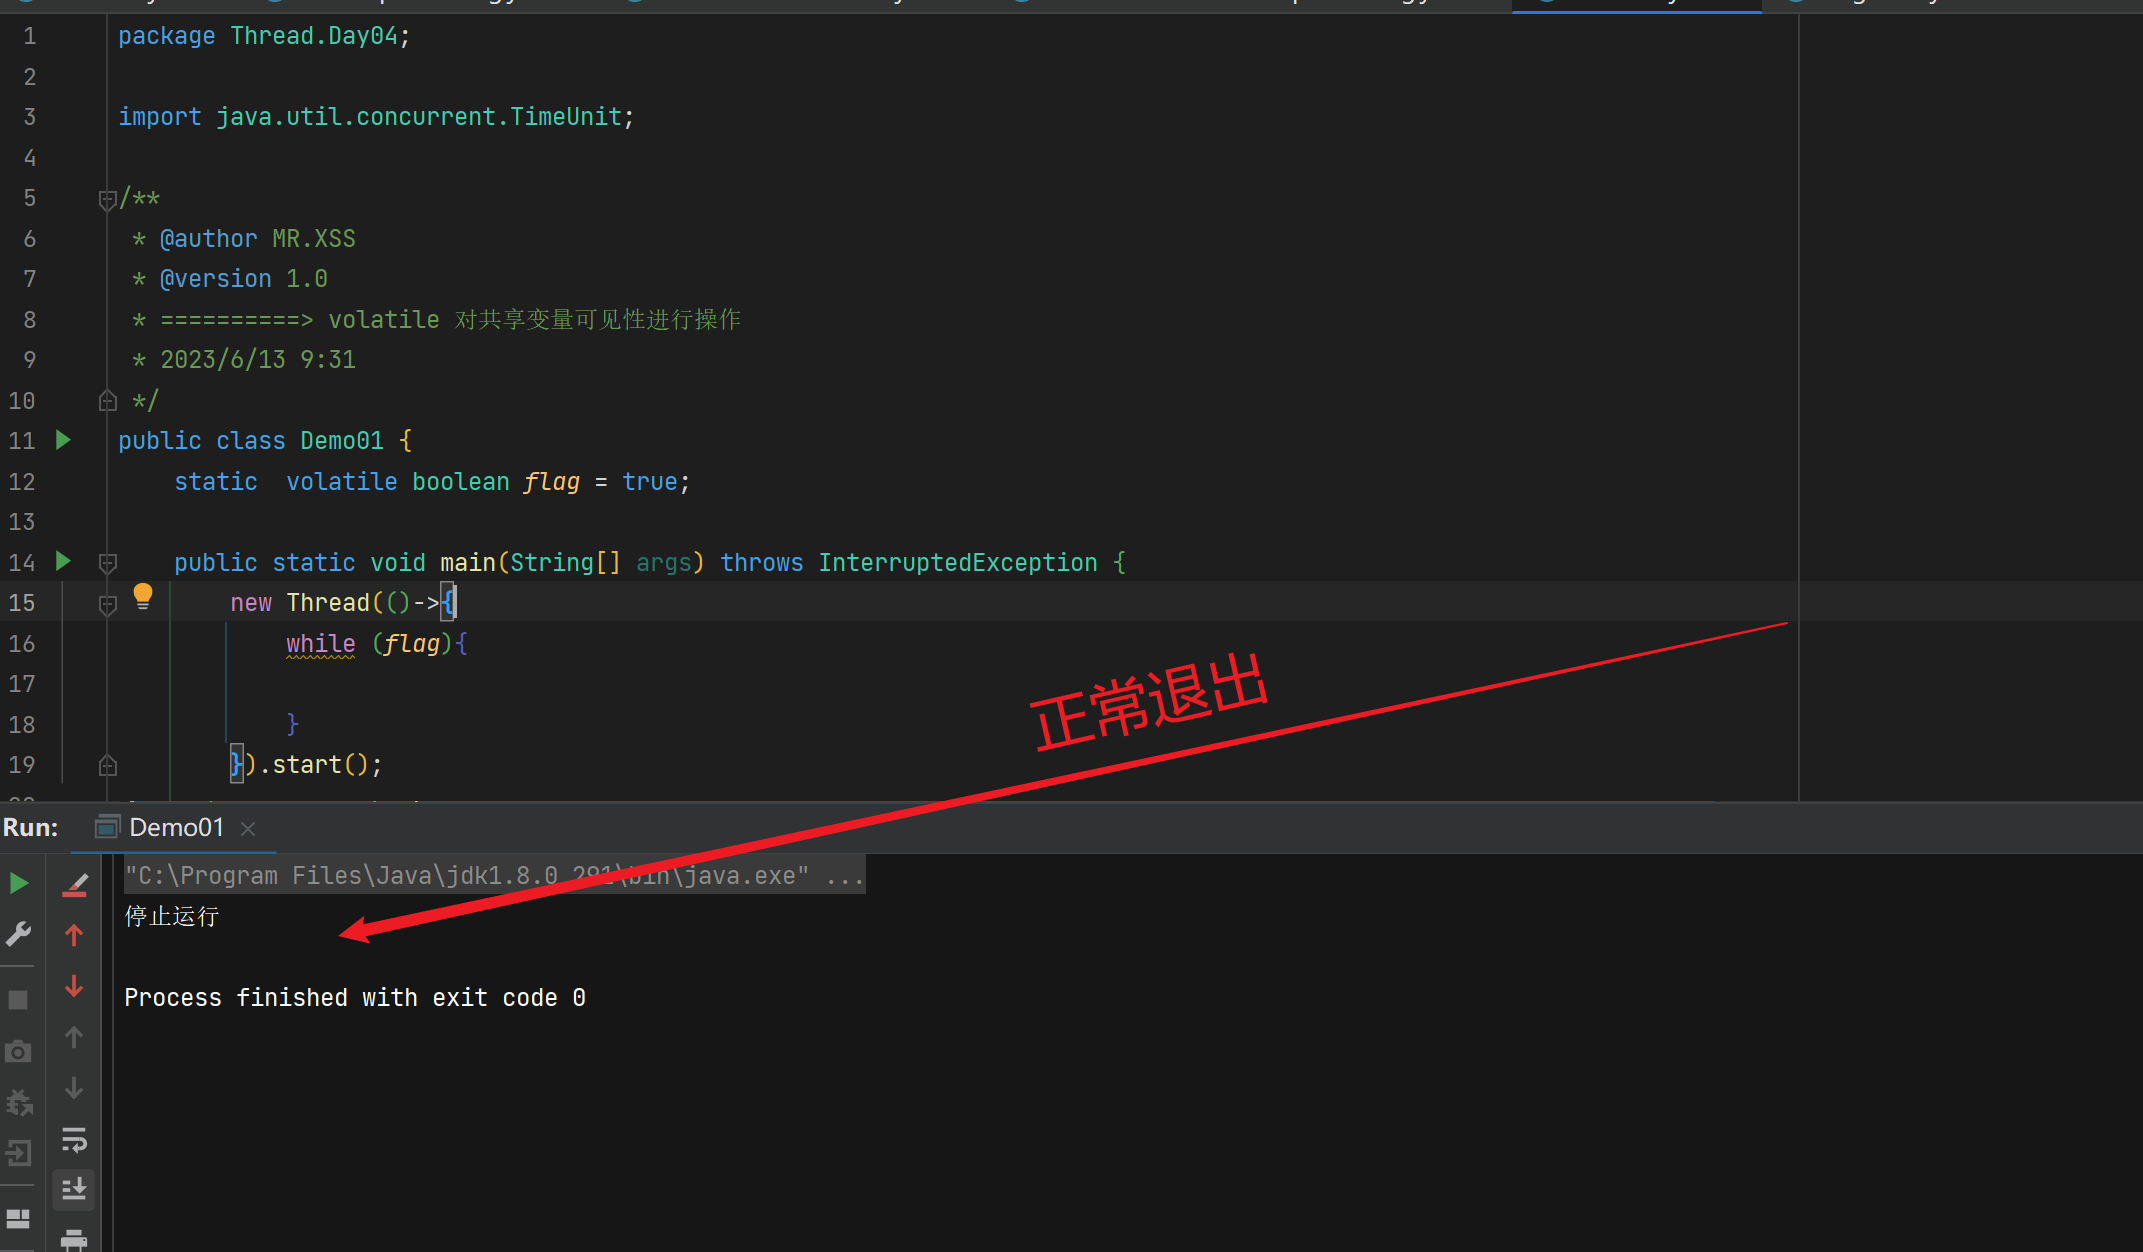 1 package Thread.Day04;
2
3 import java.util.concurrent.TimeUnit;
4
5 /**
6 * @author MR.XSS
7 * @version 1.0
8 * ==========> volatile 对共享变量可见性进行操作
9 * 2023/6/13 9:31
10 */
11 public class Demo01 {
12 static  volatile boolean flag = true;
13
14 public static void main(String[] args) throws InterruptedException {
15 new Thread(()->{
16 while (flag){
17
18 }
19 }).start();
正常退出
Run: Demo01
"C:\Program Files\Java\jdk1.8.0_291\bin\java.exe" ...
停止运行
Process finished with exit code 0